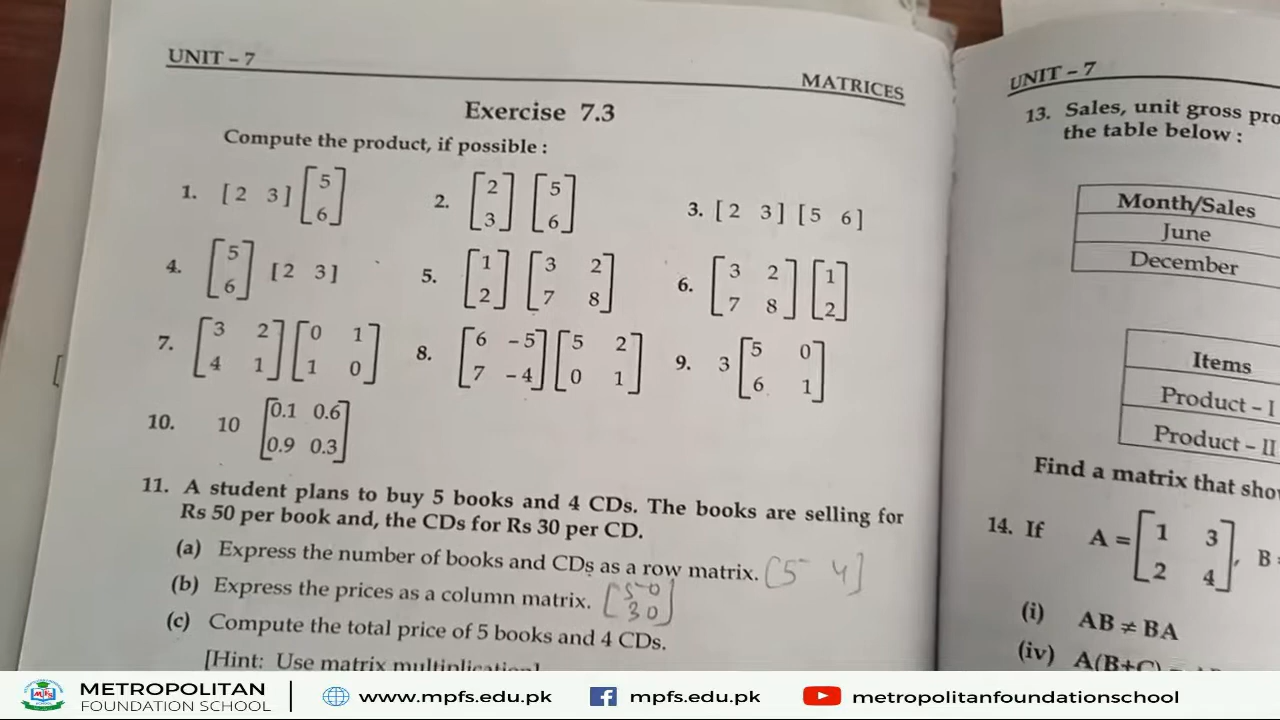 UNIT – 7
MATRICES
Exercise 7.3
Compute the product, if possible :
1. [ 2 3 ] [ 5 6 ]
2. [ 2 3 ] [ 5 6 ]
3. [ 2 3 ] [ 5 6 ]
4. [ 5 6 ] [ 2 3 ]
5. [ 1 2 ] [ 3 2 7 8 ]
6. [ 3 2 7 8 ] [ 1 2 ]
7. [ 3 2 4 1 ] [ 0 1 1 0 ]
8. [ 6 – 5 7 – 4 ] [ 5 2 0 1 ]
9. 3 [ 5 0 6 1 ]
10. 10 [ 0.1 0.6 0.9 0.3 ]
11. A student plans to buy 5 books and 4 CDs. The books are selling for
Rs 50 per book and, the CDs for Rs 30 per CD.
(a) Express the number of books and CDs as a row matrix. [5 4]
(b) Express the prices as a column matrix. [50 30]
(c) Compute the total price of 5 books and 4 CDs.
[Hint: Use matrix multiplication]
UNIT – 7
13. Sales, unit gross pro
the table below :
Month/Sales
June
December
Items
Product – I
Product – II
Find a matrix that sho
14. If A = [ 1 3 2 4 ], B
(i) AB ≠ BA
(iv) A(B+C)
METROPOLITAN
FOUNDATION SCHOOL
www.mpfs.edu.pk
mpfs.edu.pk
metropolitanfoundationschool